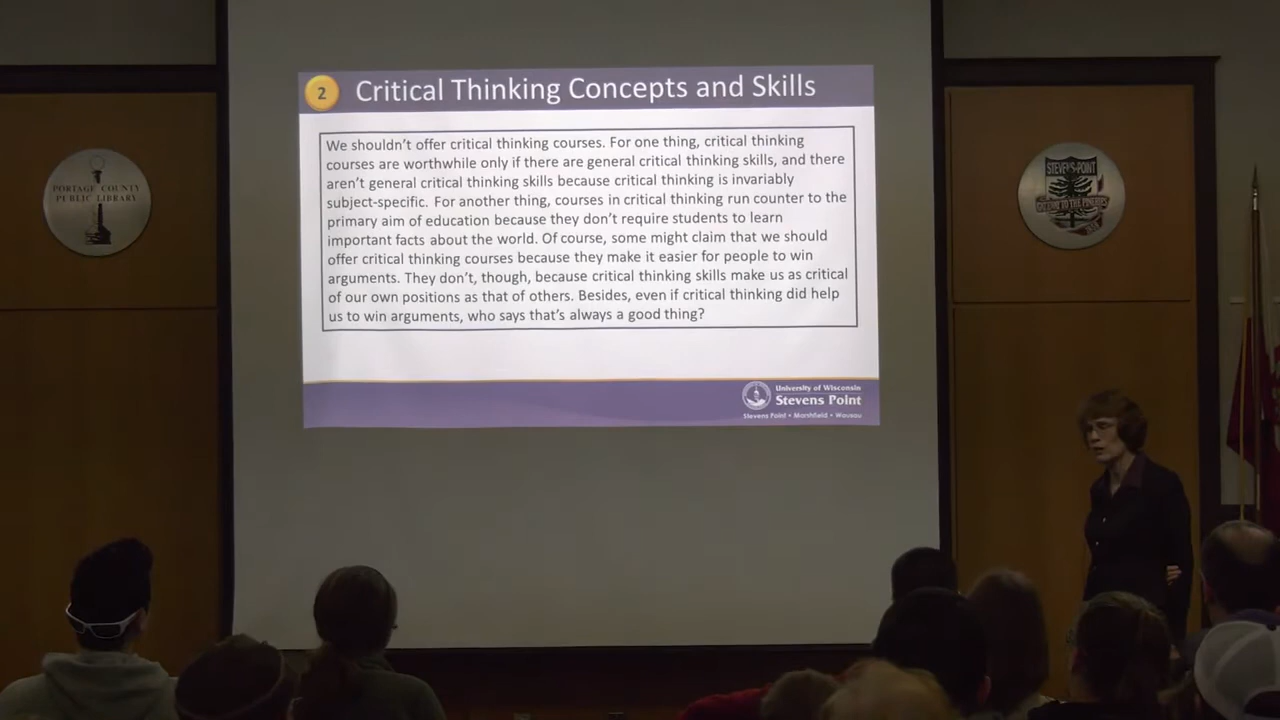 2
Critical Thinking Concepts and Skills
We shouldn't offer critical thinking courses. For one thing, critical thinking
courses are worthwhile only if there are general critical thinking skills, and there
aren't general critical thinking skills because critical thinking is invariably
subject-specific. For another thing, courses in critical thinking run counter to the
primary aim of education because they don't require students to learn
important facts about the world. Of course, some might claim that we should
offer critical thinking courses because they make it easier for people to win
arguments. They don't, though, because critical thinking skills make us as critical
of our own positions as that of others. Besides, even if critical thinking did help
us to win arguments, who says that's always a good thing?
University of Wisconsin
Stevens Point
Stevens Point • Marshfield • Wausau
PORTAGE COUNTY
PUBLIC LIBRARY
STEVENS POINT
GATEWAY TO THE PINERIES